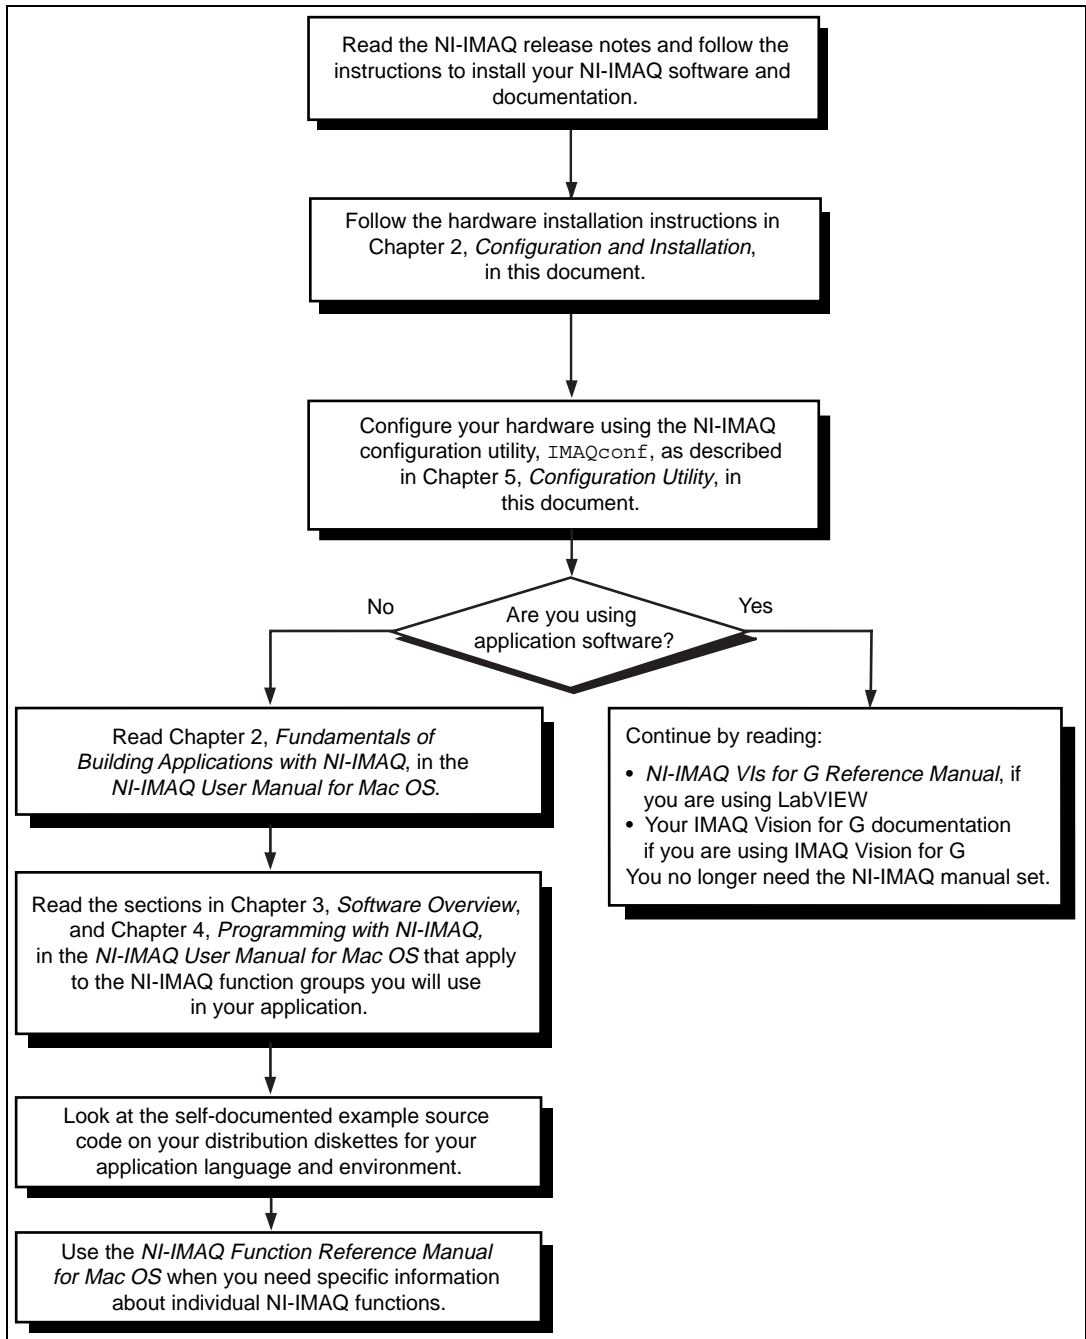 Read the NI-IMAQ release notes and follow the
instructions to install your NI-IMAQ software and
documentation.
Follow the hardware installation instructions in
Chapter 2, Configuration and Installation,
in this document.
Configure your hardware using the NI-IMAQ
configuration utility, IMAQconf, as described
in Chapter 5, Configuration Utility, in
this document.
No
Are you using
application software?
Yes
Read Chapter 2, Fundamentals of
Building Applications with NI-IMAQ, in the
NI-IMAQ User Manual for Mac OS.
Read the sections in Chapter 3, Software Overview,
and Chapter 4, Programming with NI-IMAQ,
in the NI-IMAQ User Manual for Mac OS that apply
to the NI-IMAQ function groups you will use
in your application.
Look at the self-documented example source
code on your distribution diskettes for your
application language and environment.
Use the NI-IMAQ Function Reference Manual
for Mac OS when you need specific information
about individual NI-IMAQ functions.
Continue by reading:
• NI-IMAQ VIs for G Reference Manual, if
you are using LabVIEW
• Your IMAQ Vision for G documentation
if you are using IMAQ Vision for G
You no longer need the NI-IMAQ manual set.